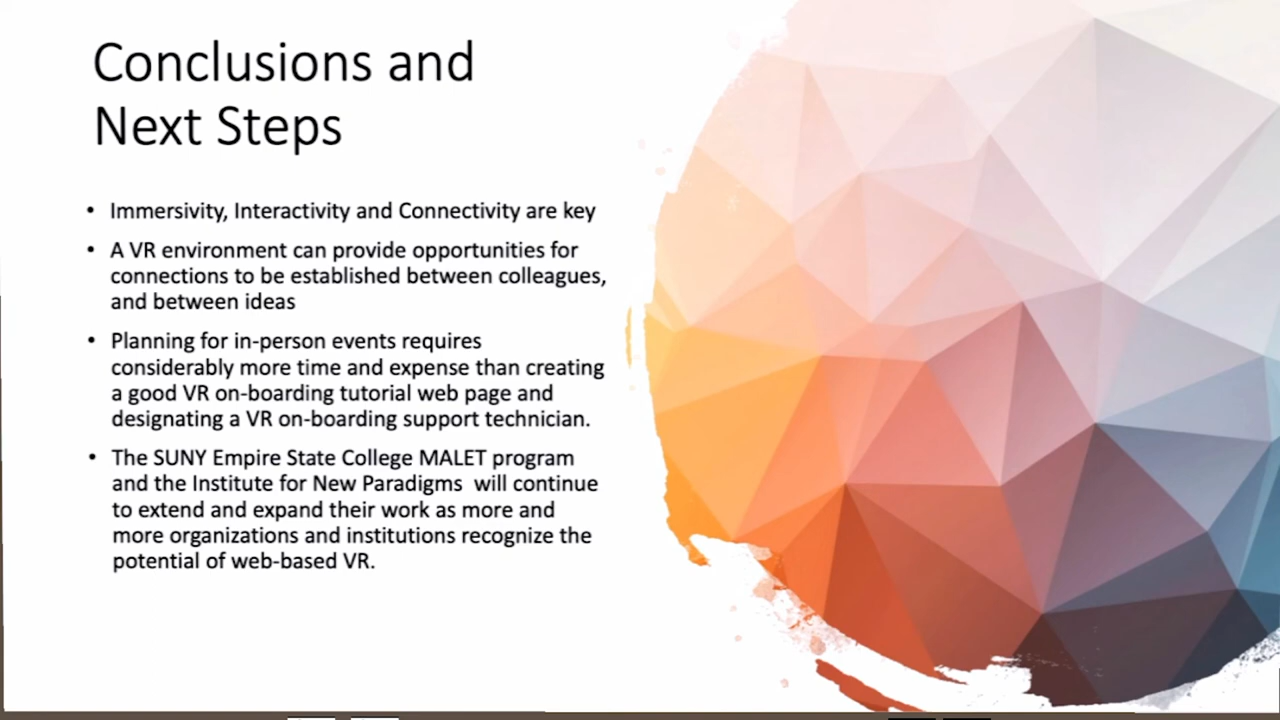 Conclusions and
Next Steps
• Immersivity, Interactivity and Connectivity are key
• A VR environment can provide opportunities for
connections to be established between colleagues,
and between ideas
• Planning for in-person events requires
considerably more time and expense than creating
a good VR on-boarding tutorial web page and
designating a VR on-boarding support technician.
• The SUNY Empire State College MALET program
and the Institute for New Paradigms  will continue
to extend and expand their work as more and
more organizations and institutions recognize the
potential of web-based VR.